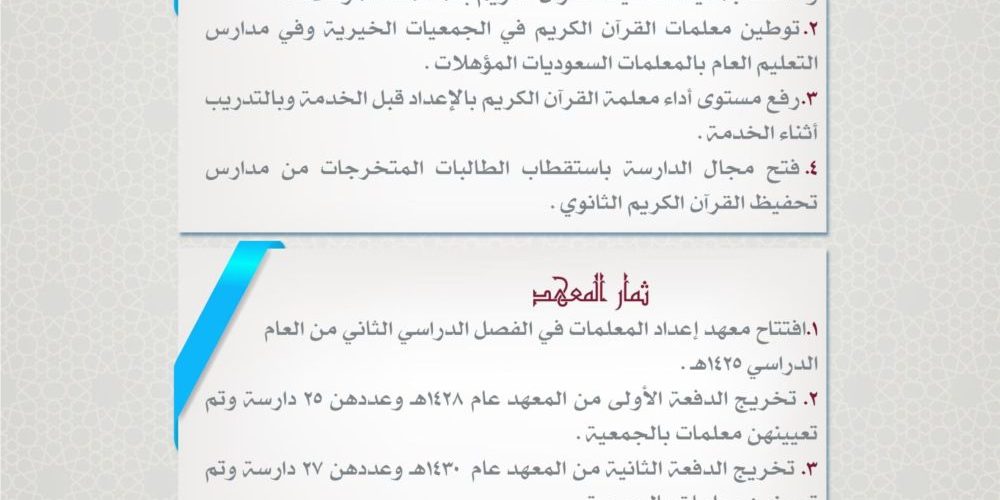 ٢. توطين معلمات القرآن الكريم في الجمعيات الخيرية وفي مدارس
التعليم العام بالمعلمات السعوديات المؤهلات .
٣. رفع مستوى أداء معلمة القرآن الكريم بالإعداد قبل الخدمة وبالتدريب
أثناء الخدمة .
٤. فتح مجال الدارسة باستقطاب الطالبات المتخرجات من مدارس
تحفيظ القرآن الكريم الثانوي .
ثمار المعهد
١. افتتاح معهد إعداد المعلمات في الفصل الدراسي الثاني من العام
الدراسي ١٤٢٥هـ .
٢. تخريج الدفعة الأولى من المعهد عام ١٤٢٨هـ وعددهن ٢٥ دارسة وتم
تعيينهن معلمات بالجمعية .
٣. تخريج الدفعة الثانية من المعهد عام ١٤٣٠هـ وعددهن ٢٧ دارسة وتم